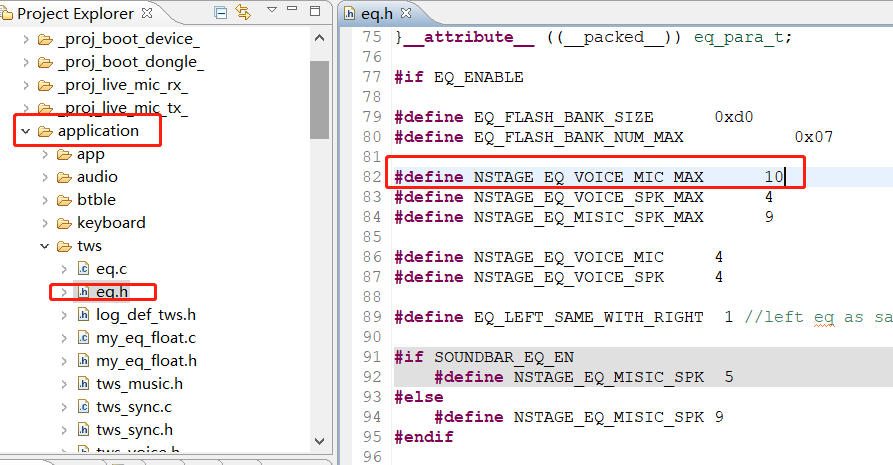 Project Explorer
_proj_boot_device_
_proj_boot_dongle_
_proj_live_mic_rx_
_proj_live_mic_tx_
application
app
audio
btble
keyboard
tws
eq.c
eq.h
log_def_tws.h
my_eq_float.c
my_eq_float.h
tws_music.h
tws_sync.c
tws_sync.h
tws_voice.h
eq.h
75 }__attribute__ ((__packed__)) eq_para_t;
76
77 #if EQ_ENABLE
78
79 #define EQ_FLASH_BANK_SIZE 0xd0
80 #define EQ_FLASH_BANK_NUM_MAX 0x07
81
82 #define NSTAGE_EQ_VOICE_MIC_MAX 10
83 #define NSTAGE_EQ_VOICE_SPK_MAX 4
84 #define NSTAGE_EQ_MISIC_SPK_MAX 9
85
86 #define NSTAGE_EQ_VOICE_MIC 4
87 #define NSTAGE_EQ_VOICE_SPK 4
88
89 #define EQ_LEFT_SAME_WITH_RIGHT 1 //left eq as sa
90
91 #if SOUNDBAR_EQ_EN
92 #define NSTAGE_EQ_MISIC_SPK 5
93 #else
94 #define NSTAGE_EQ_MISIC_SPK 9
95 #endif
96